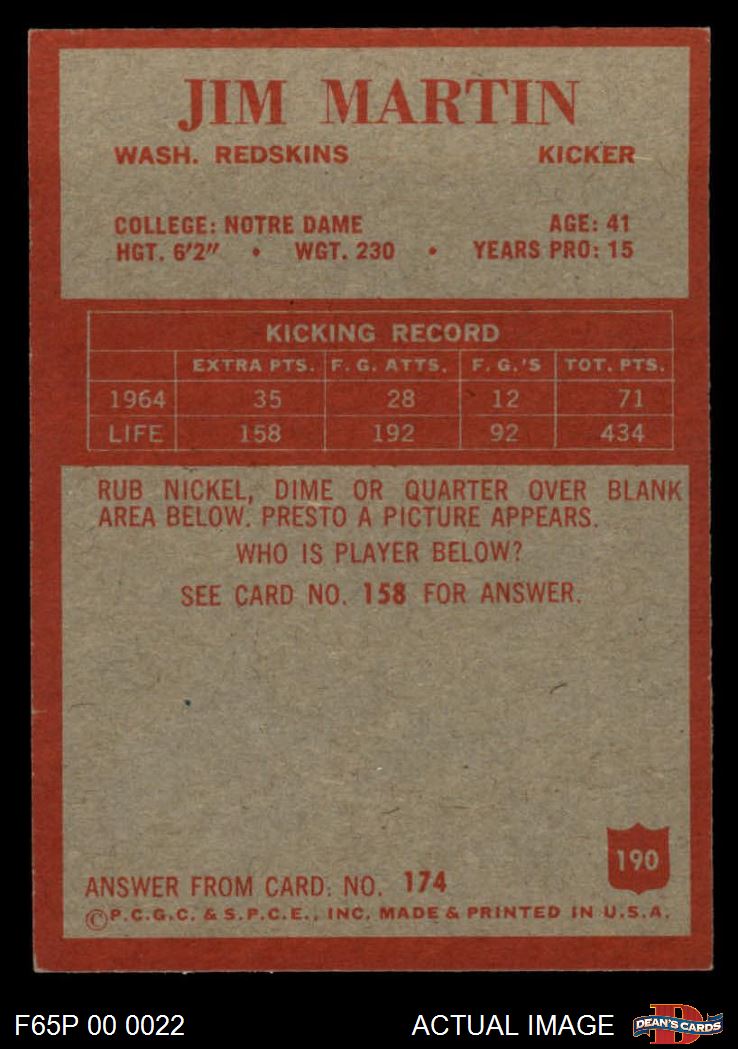 JIM MARTIN
WASH. REDSKINS KICKER
COLLEGE: NOTRE DAME AGE: 41
HGT. 6'2" • WGT. 230 • YEARS PRO: 15
KICKING RECORD
EXTRA PTS. F. G. ATTS. F. G.'S TOT. PTS.
1964 35 28 12 71
LIFE 158 192 92 434
RUB NICKEL, DIME OR QUARTER OVER BLANK
AREA BELOW. PRESTO A PICTURE APPEARS.
WHO IS PLAYER BELOW?
SEE CARD NO. 158 FOR ANSWER.
190
ANSWER FROM CARD. NO. 174
©P.C.G.C. & S.P.C.E., INC. MADE & PRINTED IN U.S.A.
F65P 00 0022 ACTUAL IMAGE D DEAN'S CARDS